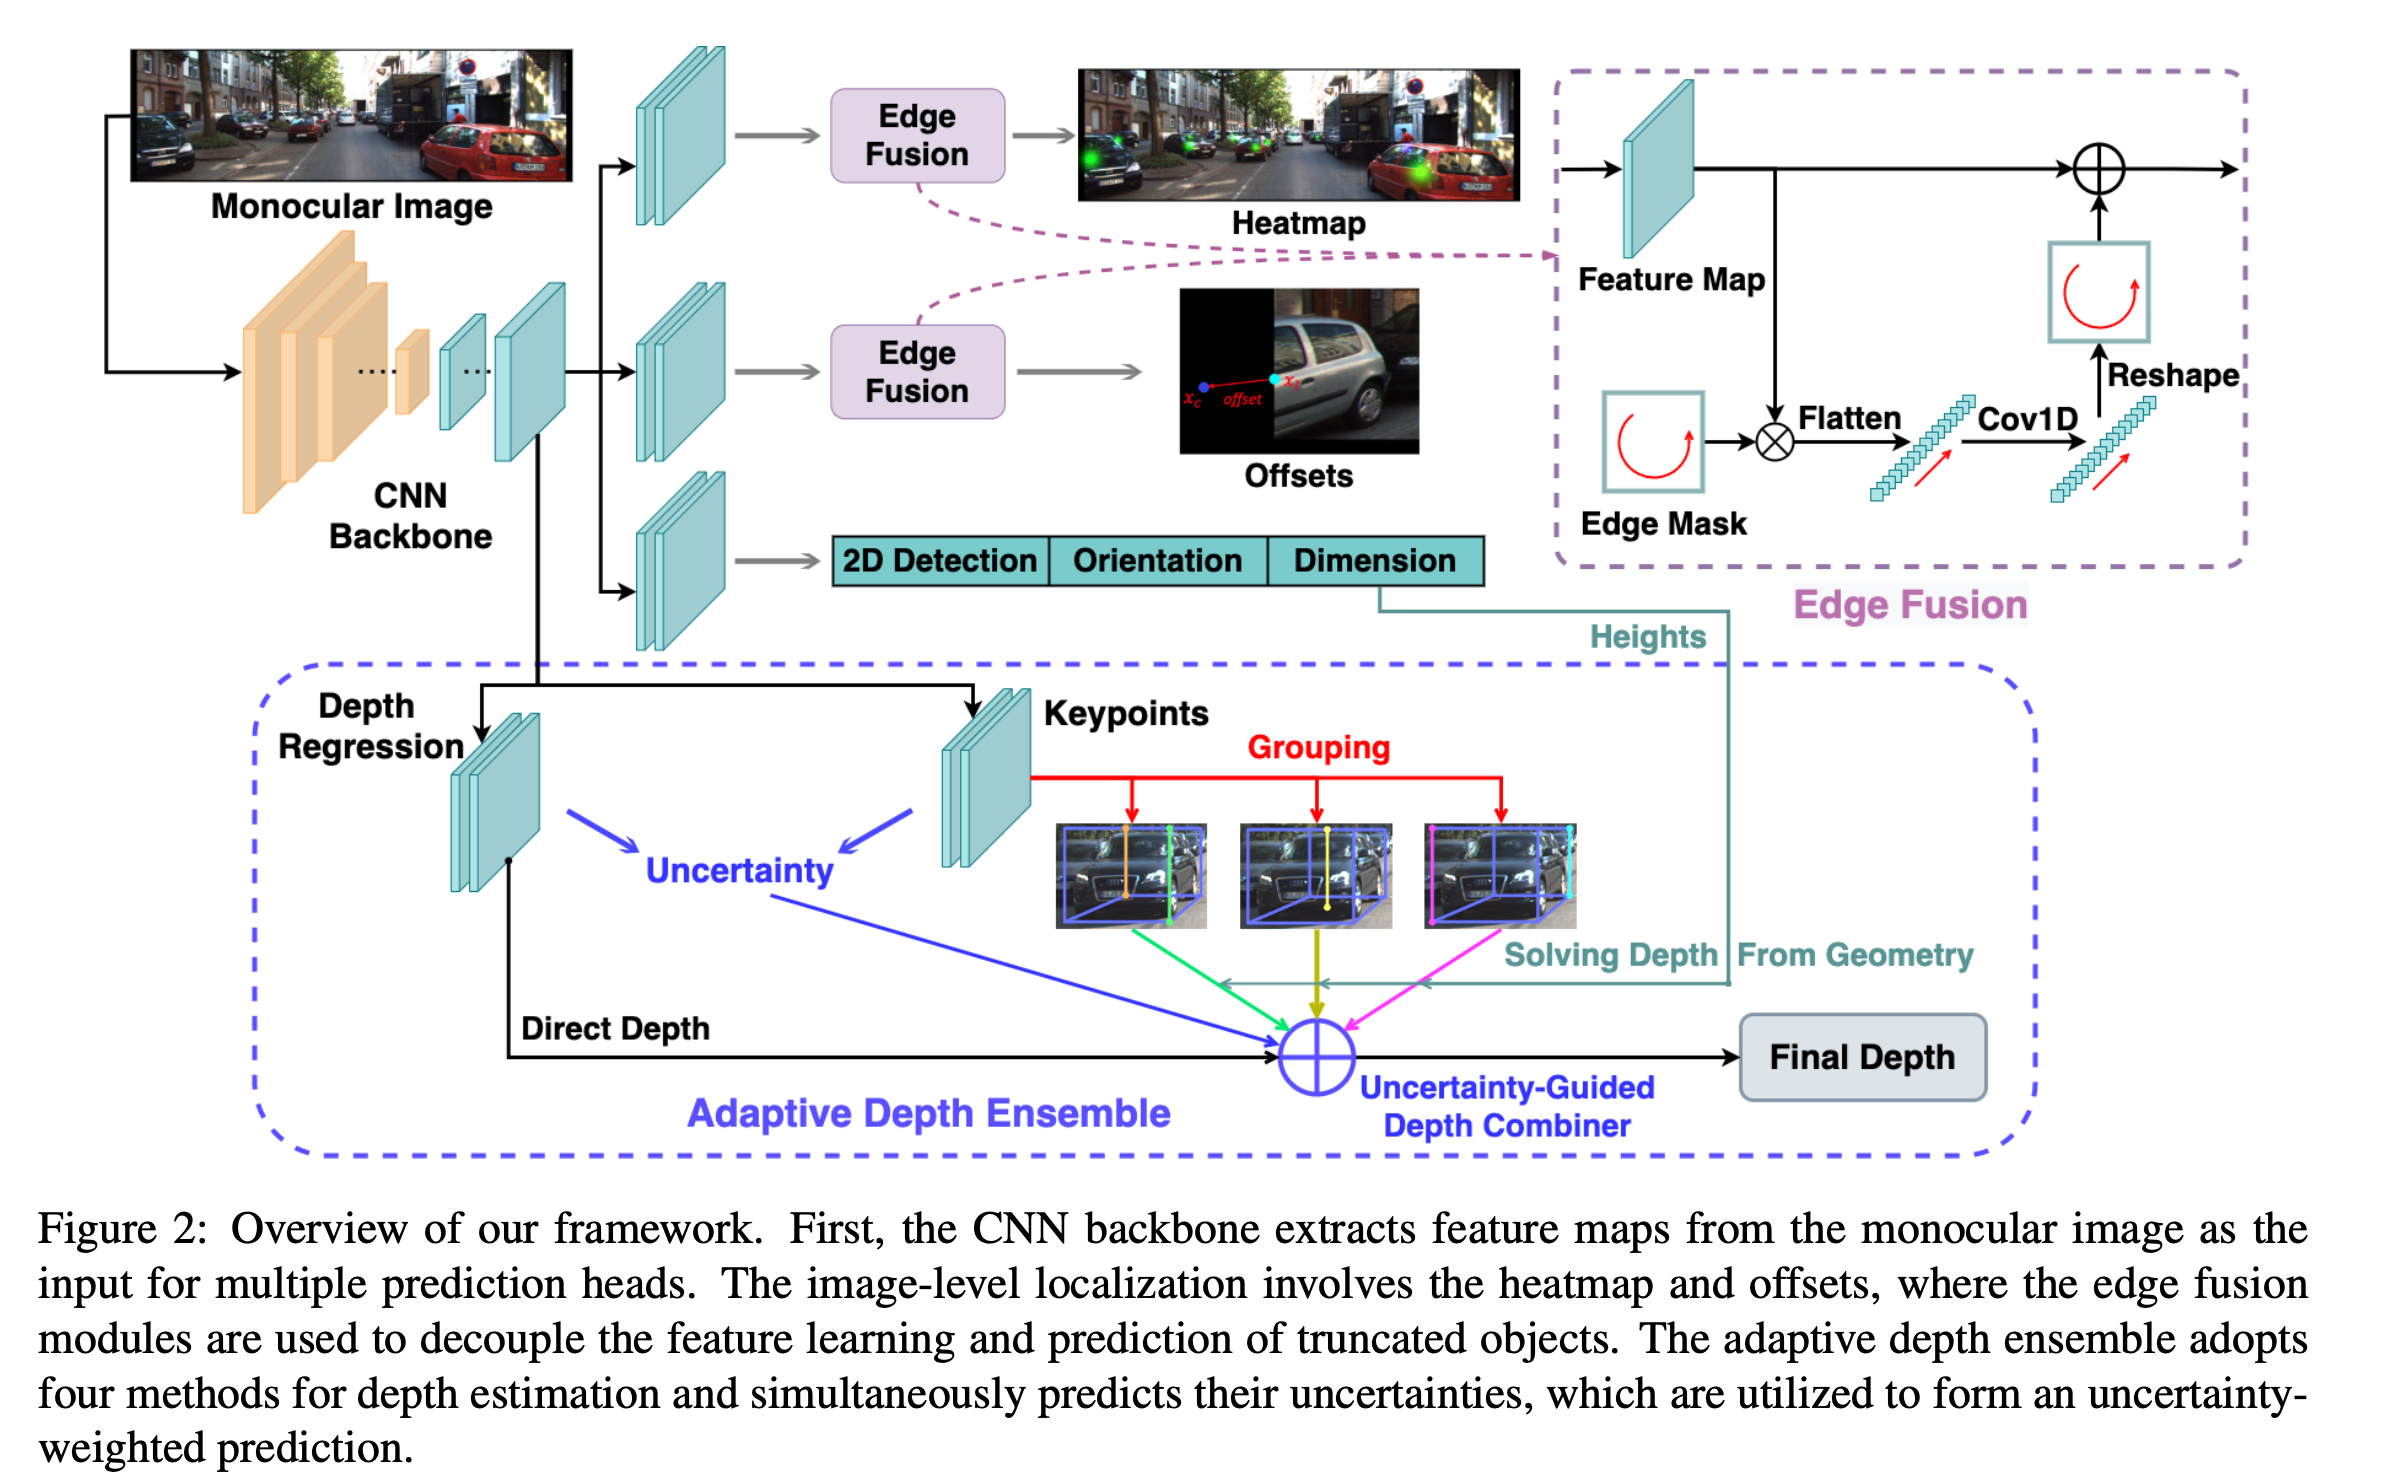 Monocular Image
Edge
Fusion
Heatmap
Feature Map
CNN
Backbone
Edge
Fusion
x_c
offset
x_I
Offsets
Edge Mask
Flatten
Cov1D
Reshape
Edge Fusion
2D Detection
Orientation
Dimension
Heights
Depth
Regression
Keypoints
Grouping
Uncertainty
Solving Depth From Geometry
Direct Depth
Uncertainty-Guided
Depth Combiner
Final Depth
Adaptive Depth Ensemble
Figure 2: Overview of our framework. First, the CNN backbone extracts feature maps from the monocular image as the
input for multiple prediction heads. The image-level localization involves the heatmap and offsets, where the edge fusion
modules are used to decouple the feature learning and prediction of truncated objects. The adaptive depth ensemble adopts
four methods for depth estimation and simultaneously predicts their uncertainties, which are utilized to form an uncertainty-
weighted prediction.